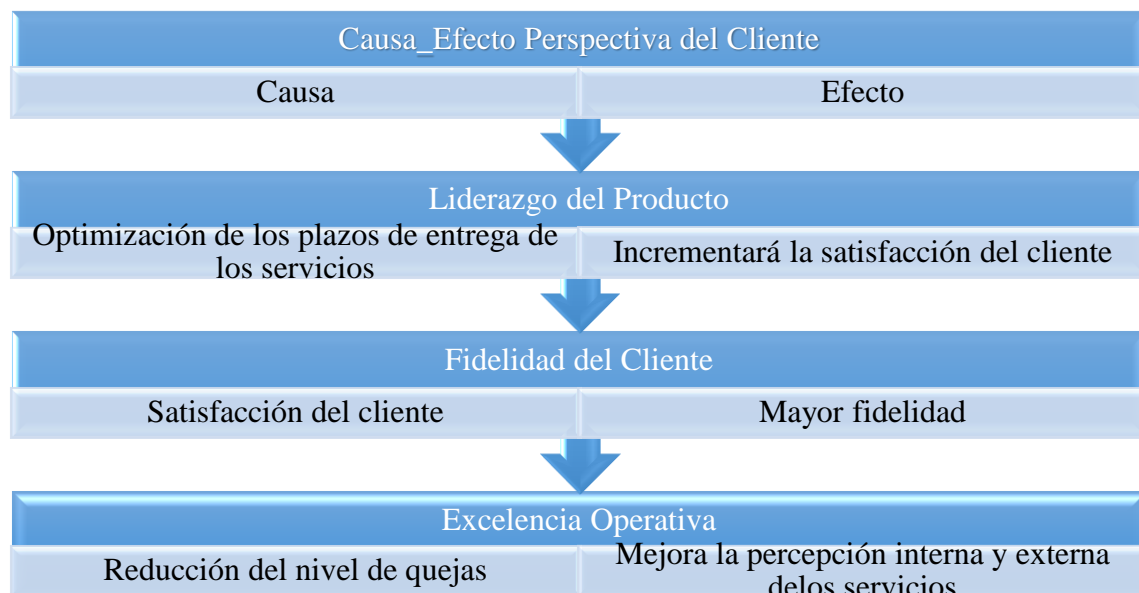 Causa_Efecto Perspectiva del Cliente
Causa
Efecto
Liderazgo del Producto
Optimización de los plazos de entrega de
los servicios
Incrementará la satisfacción del cliente
Fidelidad del Cliente
Satisfacción del cliente
Mayor fidelidad
Excelencia Operativa
Reducción del nivel de quejas
Mejora la percepción interna y externa
delos servicios